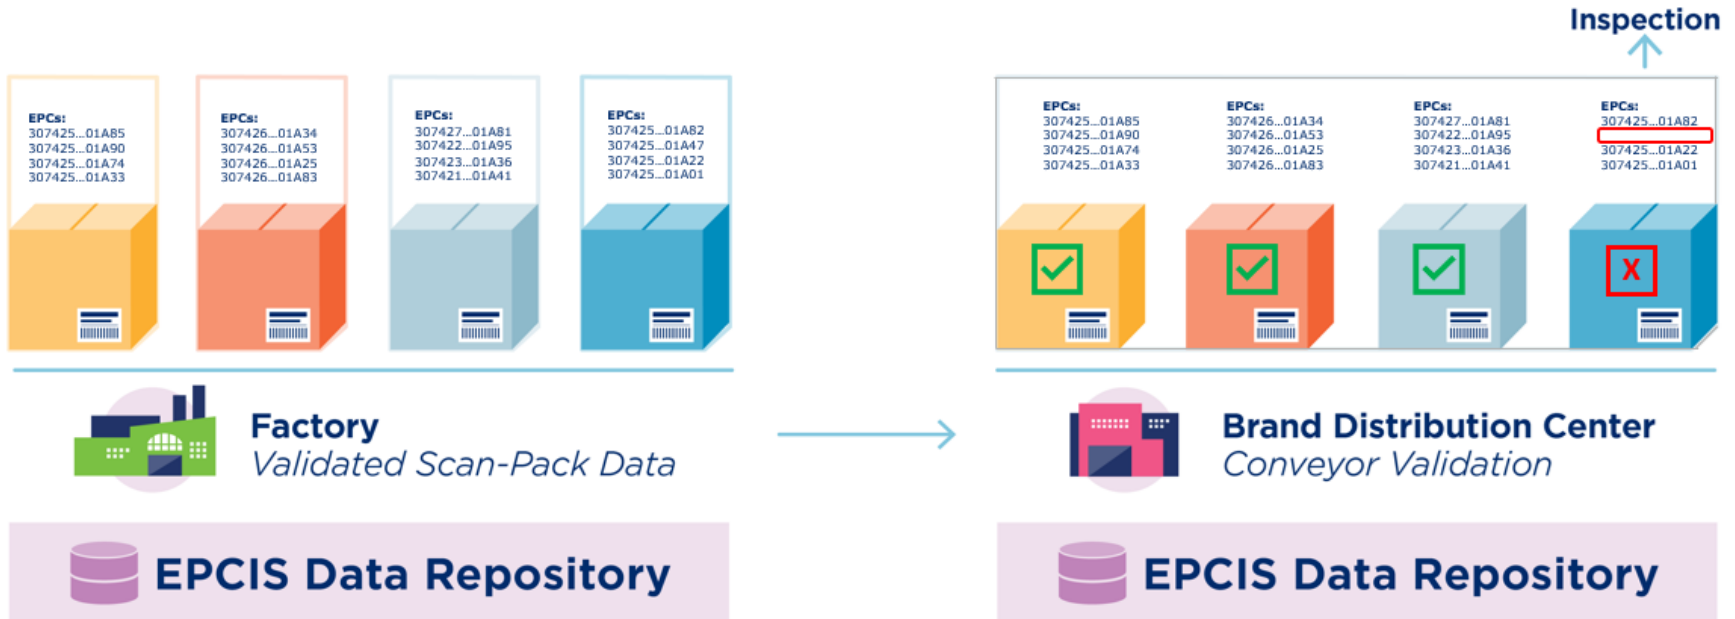 Inspection
EPCs:
307425...01A85
307425...01A90
307425...01A74
307425...01A33
EPCs:
307426...01A34
307426...01A53
307426...01A25
307426...01A83
EPCs:
307427...01A81
307422...01A95
307423...01A36
307421...01A41
EPCs:
307425...01A82
307425...01A47
307425...01A22
307425...01A01
EPCs:
307425...01A85
307425...01A90
307425...01A74
307425...01A33
EPCs:
307426...01A34
307426...01A53
307426...01A25
307426...01A83
EPCs:
307427...01A81
307422...01A95
307423...01A36
307421...01A41
EPCs:
307425...01A82
307425...01A22
307425...01A01
X
Factory
Validated Scan-Pack Data
Brand Distribution Center
Conveyor Validation
EPCIS Data Repository
EPCIS Data Repository